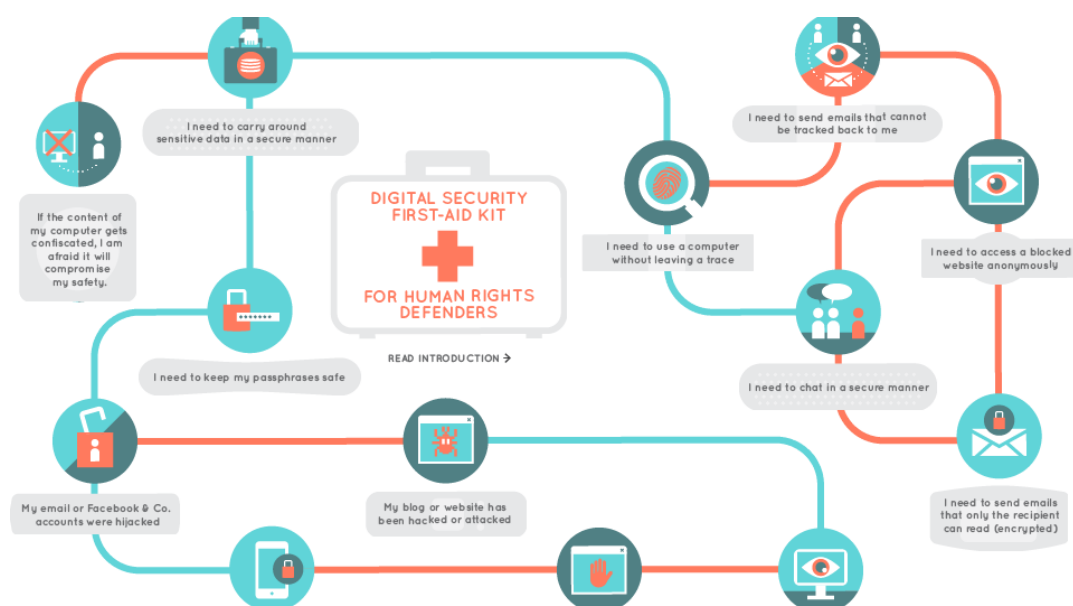 I need to carry around
sensitive data in a secure manner
I need to send emails that cannot
be tracked back to me
If the content of
my computer gets
confiscated, I am
afraid it will
compromise
my safety.
DIGITAL SECURITY
FIRST-AID KIT
FOR HUMAN RIGHTS
DEFENDERS
READ INTRODUCTION →
I need to use a computer
without leaving a trace
I need to access a blocked
website anonymously
I need to keep my passphrases safe
I need to chat in a secure manner
My email or Facebook & Co.
accounts were hijacked
My blog or website has
been hacked or attacked
I need to send emails
that only the recipient
can read (encrypted)